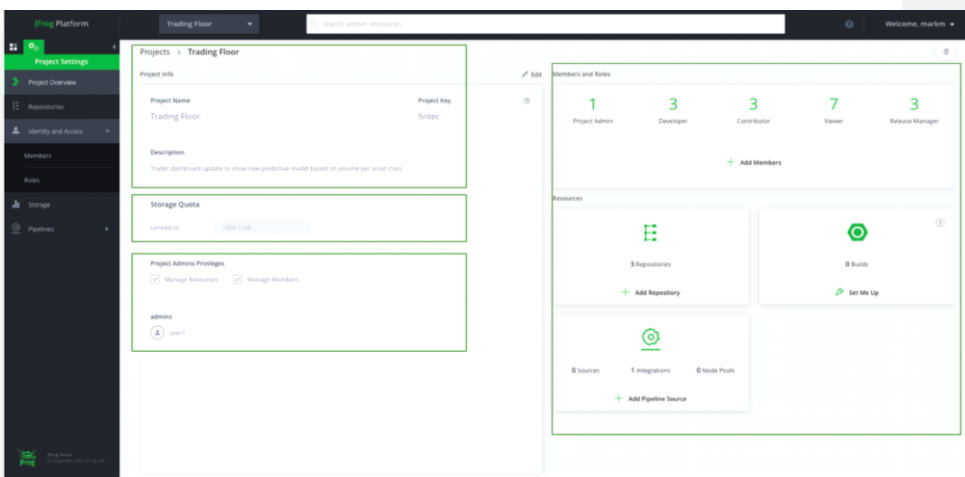 JFrog Platform
Trading Floor
Search admin resources
Welcome, markm
Project Settings
Project Overview
Repositories
Identity and Access
Members
Roles
Storage
Pipelines
JFrog
JFrog Cloud
Projects > Trading Floor
Project Info
Edit
Project Name
Project Key
Trading Floor
fintec
Description
Trader dashboard update to show new predictive model based on volume per asset class
Storage Quota
Limited to
1000.0 GB
Project Admins Privileges
Manage Resources
Manage Members
admins
user1
Members and Roles
1 3 3 7 3
Project Admin Developer Contributor Viewer Release Manager
+ Add Members
Resources
3 Repositories
+ Add Repository
0 Builds
Set Me Up
0 Sources 1 Integrations 0 Node Pools
+ Add Pipeline Source